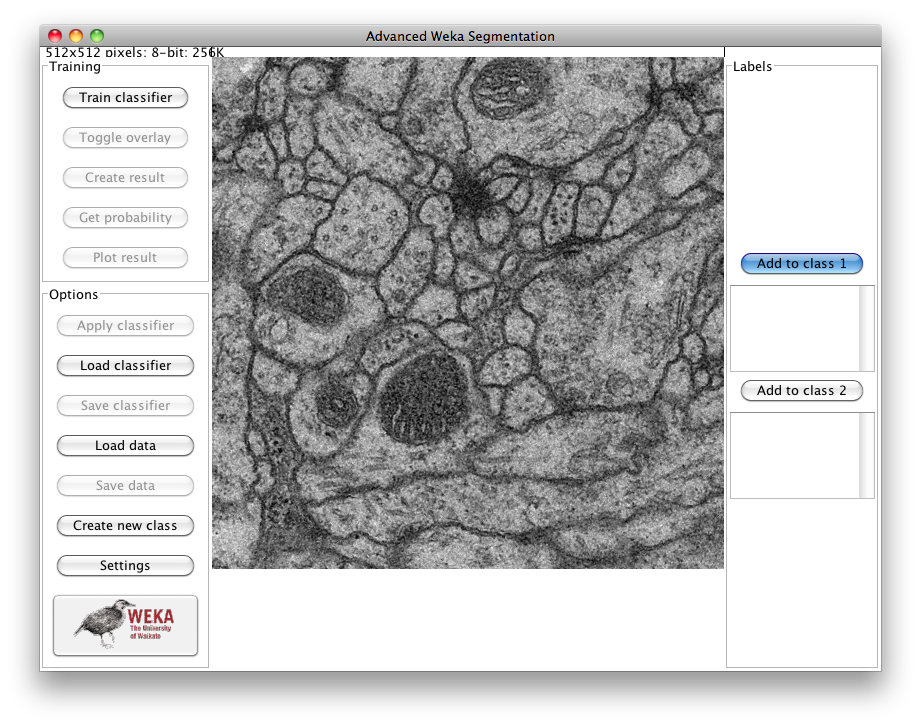 Advanced Weka Segmentation
512x512 pixels; 8-bit; 256K
Training
Train classifier
Toggle overlay
Create result
Get probability
Plot result
Options
Apply classifier
Load classifier
Save classifier
Load data
Save data
Create new class
Settings
WEKA
The University
of Waikato
Labels
Add to class 1
Add to class 2